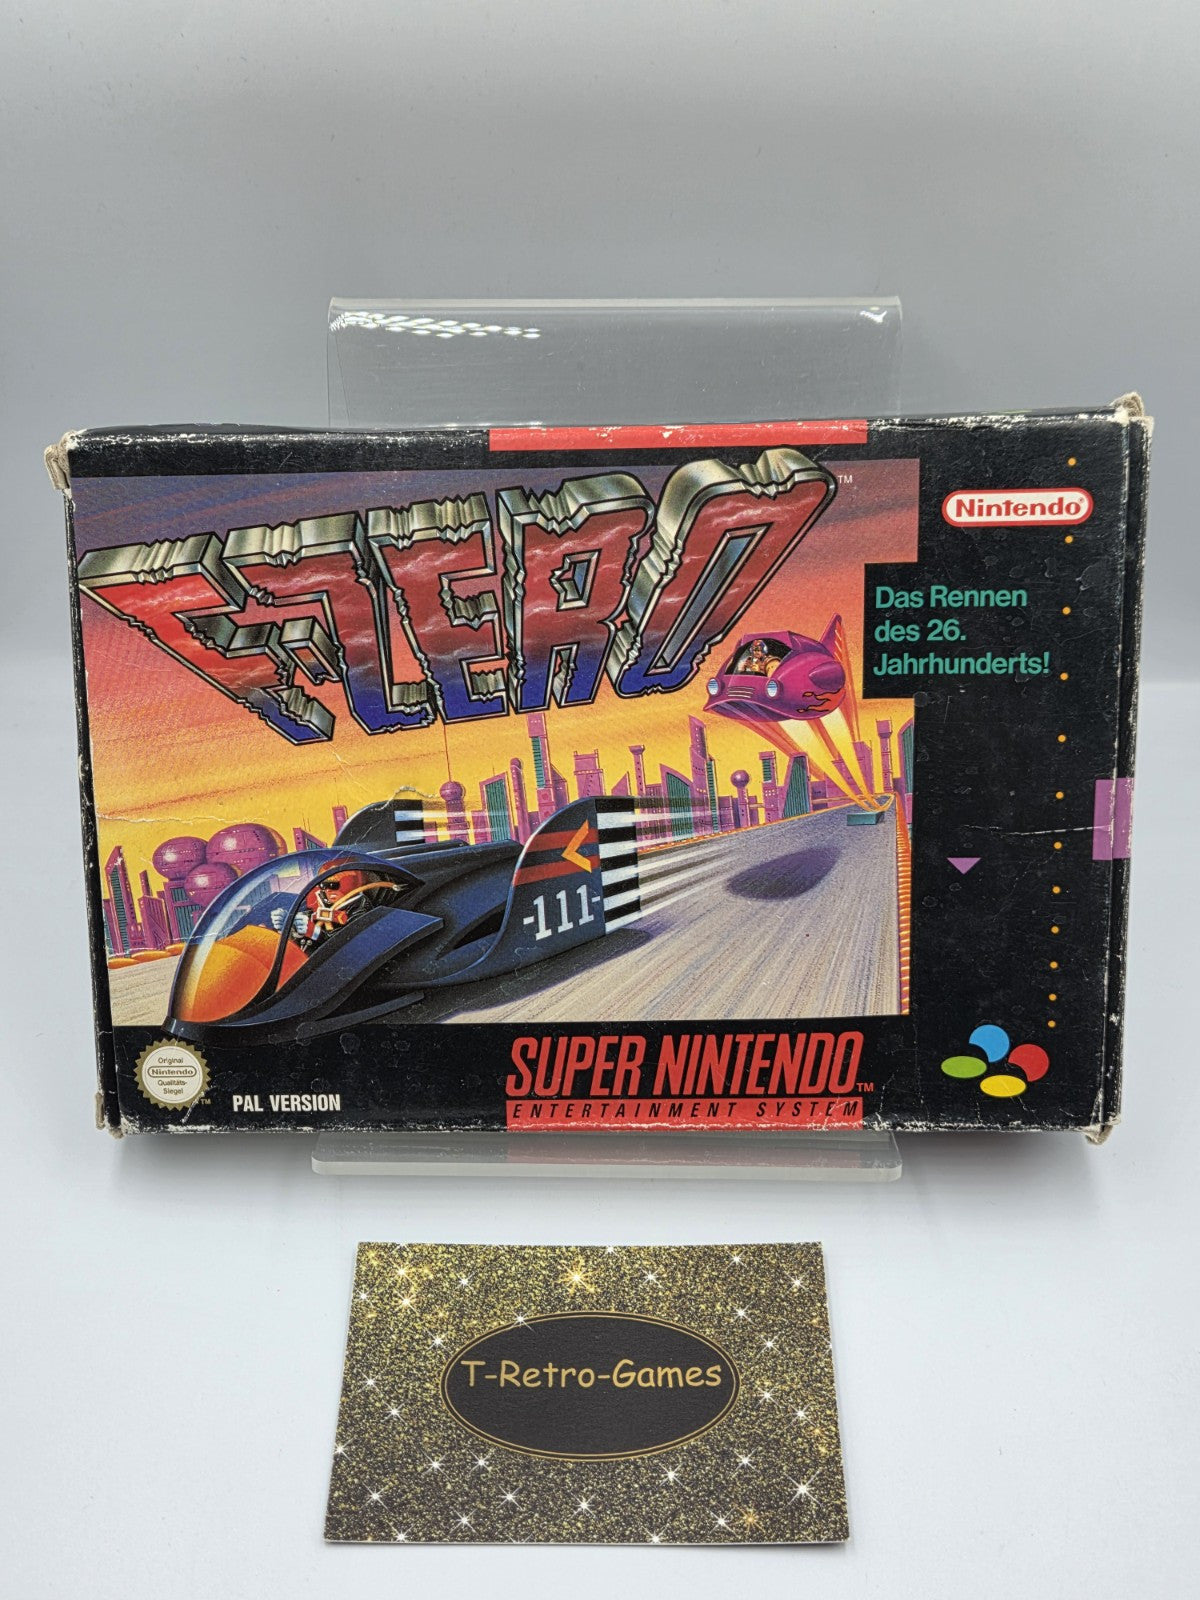 F-ZERO
TM
Nintendo®
Das Rennen
des 26.
Jahrhunderts!
-111-
Original
Nintendo
Qualitäts-
Siegel
TM
PAL VERSION
SUPER NINTENDO
TM
ENTERTAINMENT SYSTEM
T-Retro-Games